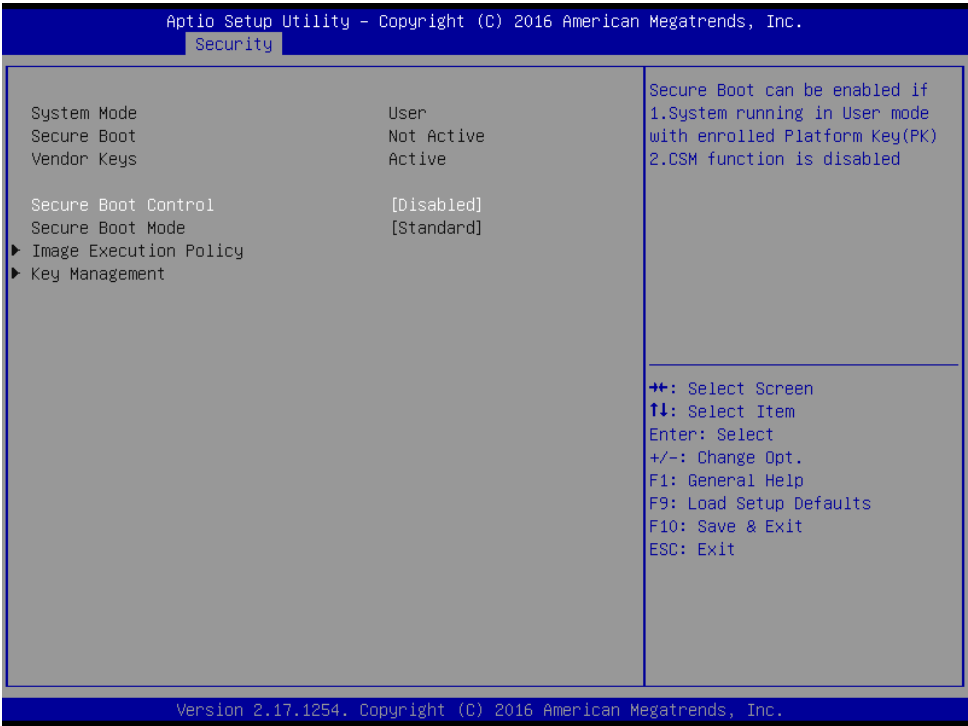 Aptio Setup Utility – Copyright (C) 2016 American Megatrends, Inc.
Security
System Mode User
Secure Boot Not Active
Vendor Keys Active
Secure Boot Control [Disabled]
Secure Boot Mode [Standard]
Image Execution Policy
Key Management
Secure Boot can be enabled if
1.System running in User mode
with enrolled Platform Key(PK)
2.CSM function is disabled
→←: Select Screen
↑↓: Select Item
Enter: Select
+/-: Change Opt.
F1: General Help
F9: Load Setup Defaults
F10: Save & Exit
ESC: Exit
Version 2.17.1254. Copyright (C) 2016 American Megatrends, Inc.